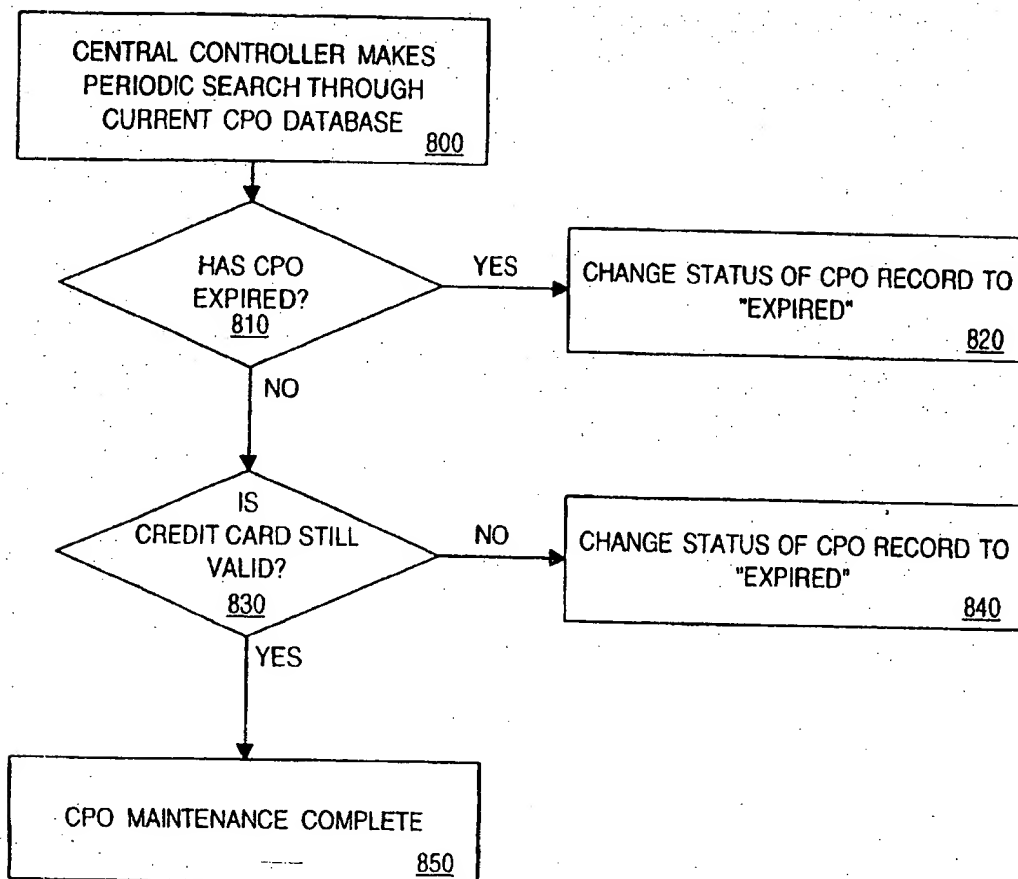 CENTRAL CONTROLLER MAKES
PERIODIC SEARCH THROUGH
CURRENT CPO DATABASE
800
HAS CPO
EXPIRED?
810
YES
CHANGE STATUS OF CPO RECORD TO
"EXPIRED"
820
NO
IS
CREDIT CARD STILL
VALID?
830
NO
CHANGE STATUS OF CPO RECORD TO
"EXPIRED"
840
YES
CPO MAINTENANCE COMPLETE
850